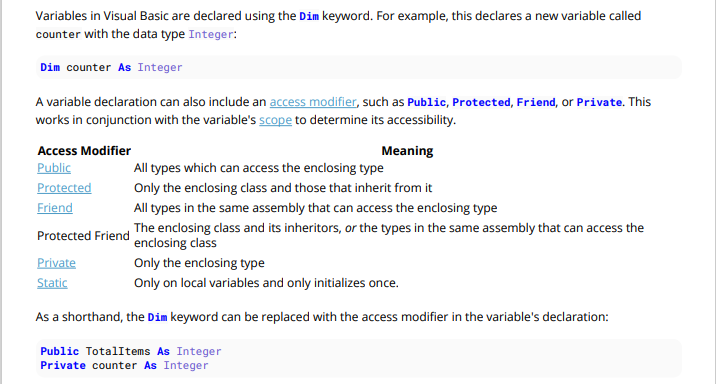 Variables in Visual Basic are declared using the Dim keyword. For example, this declares a new variable called
counter with the data type Integer:
Dim counter As Integer
A variable declaration can also include an access modifier, such as Public, Protected, Friend, or Private. This
works in conjunction with the variable's scope to determine its accessibility.
Access Modifier Meaning
Public All types which can access the enclosing type
Protected Only the enclosing class and those that inherit from it
Friend All types in the same assembly that can access the enclosing type
Protected Friend The enclosing class and its inheritors, or the types in the same assembly that can access the
enclosing class
Private Only the enclosing type
Static Only on local variables and only initializes once.
As a shorthand, the Dim keyword can be replaced with the access modifier in the variable's declaration:
Public TotalItems As Integer
Private counter As Integer